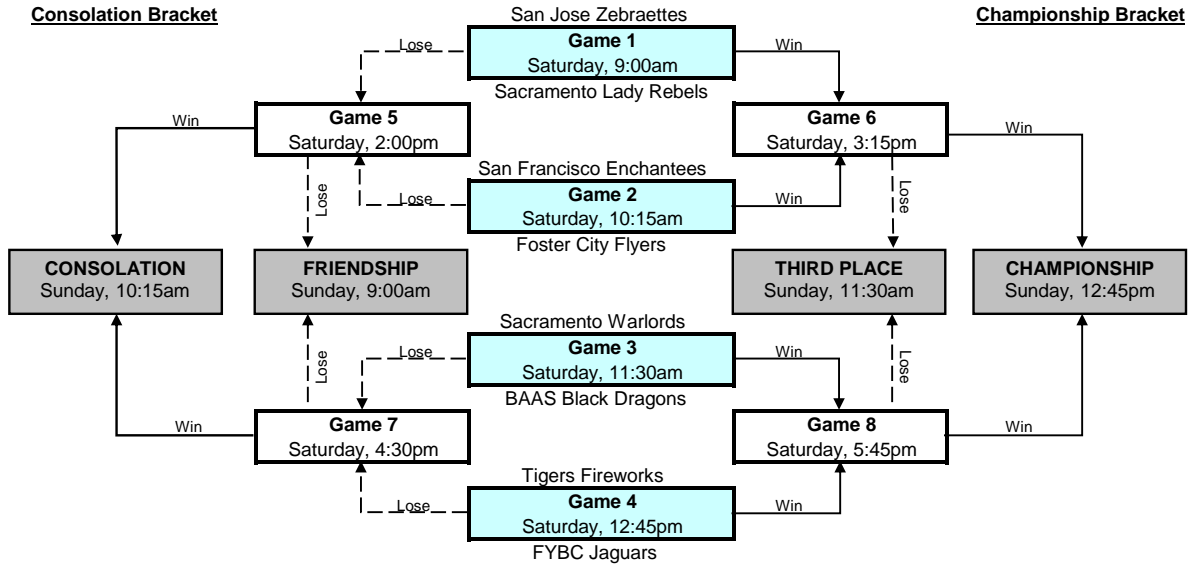 Consolation Bracket
San Jose Zebraettes
Championship Bracket
Lose
Game 1
Saturday, 9:00am
Win
Sacramento Lady Rebels
Win
Game 5
Saturday, 2:00pm
Game 6
Saturday, 3:15pm
Win
San Francisco Enchantees
Lose
Lose
Game 2
Saturday, 10:15am
Win
Lose
Foster City Flyers
CONSOLATION
Sunday, 10:15am
FRIENDSHIP
Sunday, 9:00am
THIRD PLACE
Sunday, 11:30am
CHAMPIONSHIP
Sunday, 12:45pm
Sacramento Warlords
Lose
Lose
Game 3
Saturday, 11:30am
Win
Lose
BAAS Black Dragons
Win
Game 7
Saturday, 4:30pm
Game 8
Saturday, 5:45pm
Win
Tigers Fireworks
Lose
Game 4
Saturday, 12:45pm
Win
FYBC Jaguars